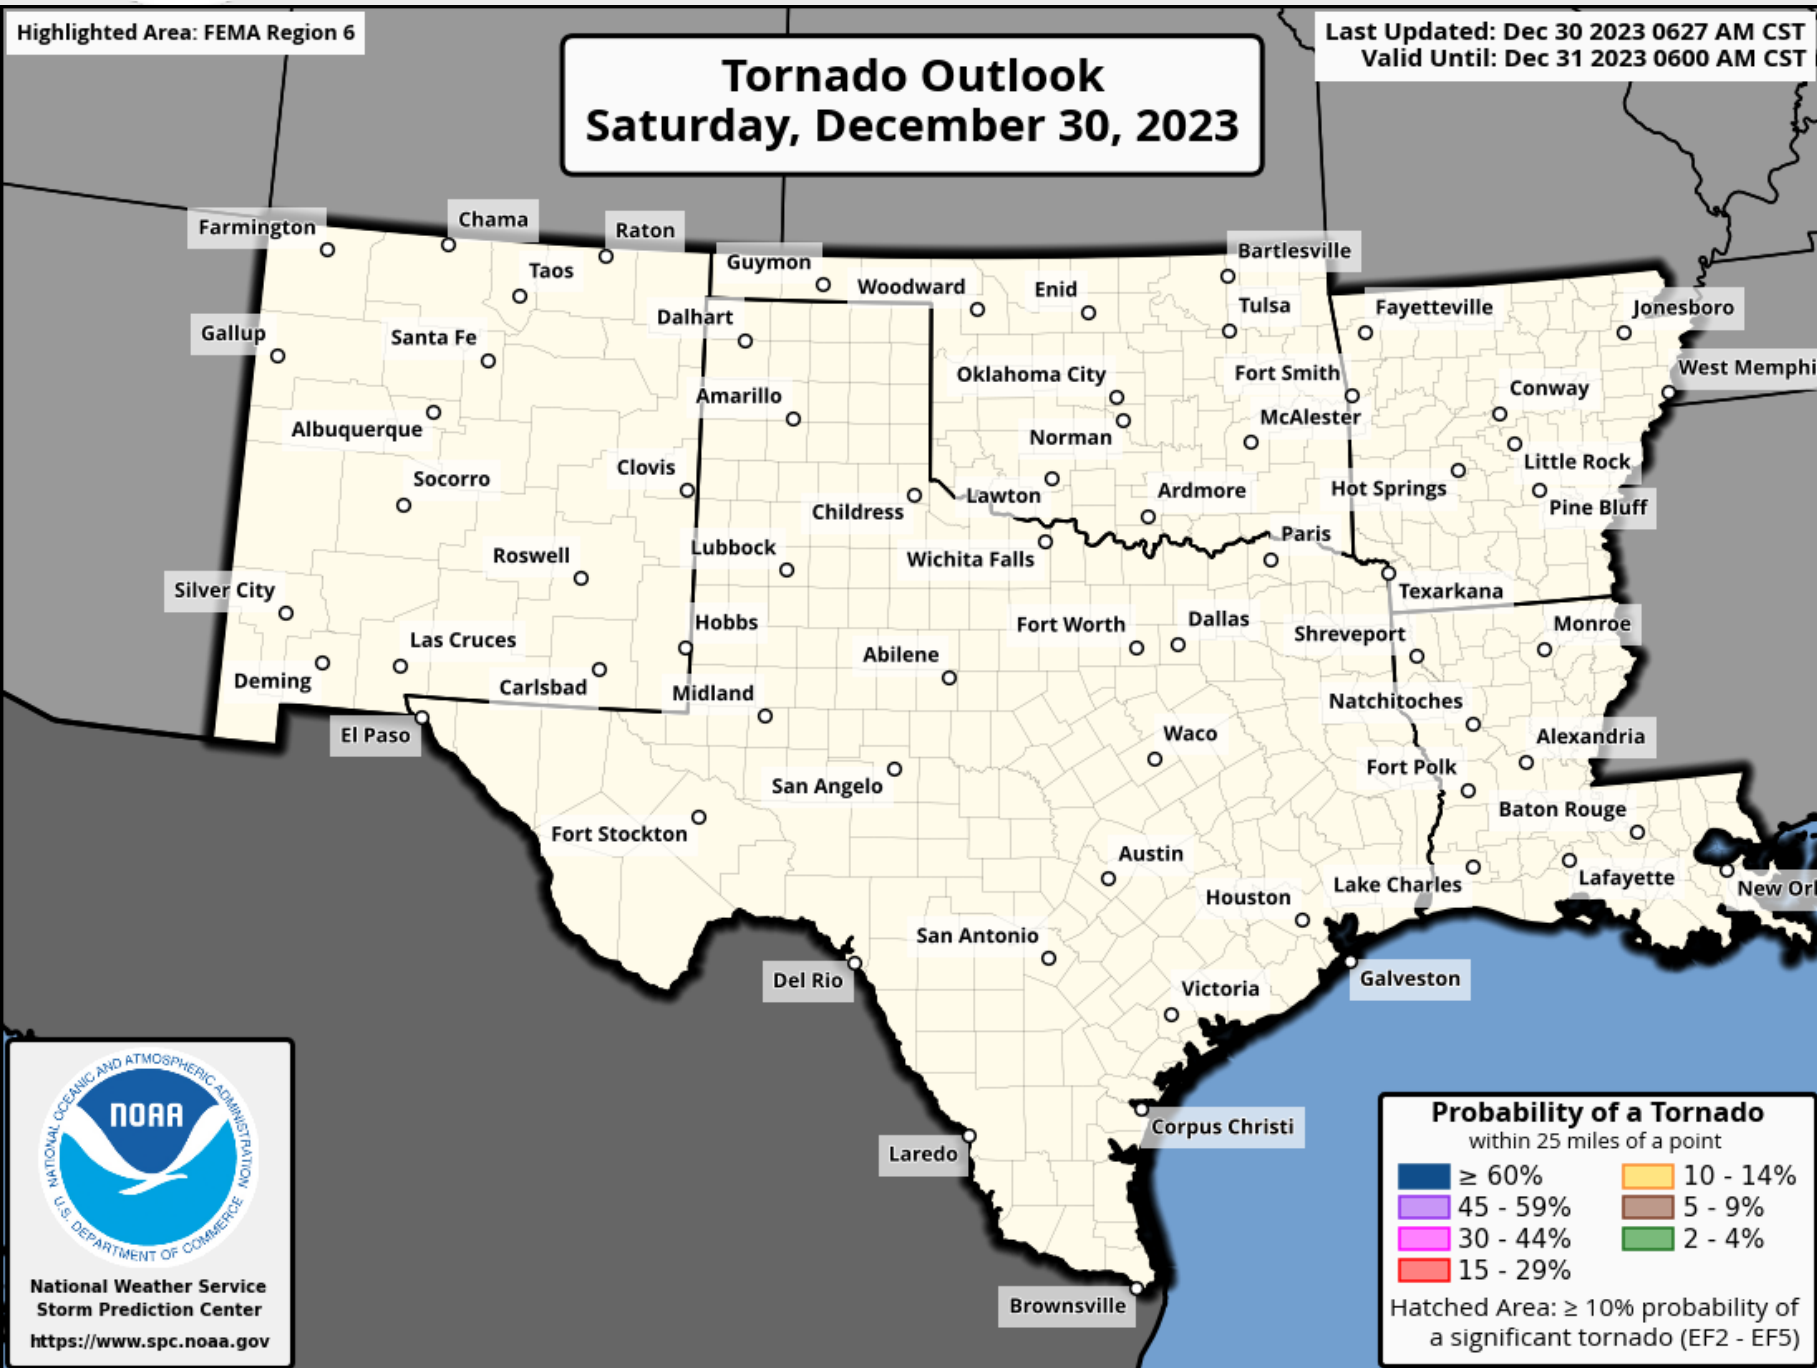 Highlighted Area: FEMA Region 6
Tornado Outlook
Saturday, December 30, 2023
Last Updated: Dec 30 2023 0627 AM CST
Valid Until: Dec 31 2023 0600 AM CST
Farmington
Chama
Raton
Taos
Guymon
Woodward
Enid
Bartlesville
Tulsa
Fayetteville
Jonesboro
Gallup
Santa Fe
Dalhart
Oklahoma City
Fort Smith
West Memphi
Conway
Albuquerque
Amarillo
Norman
McAlester
Little Rock
Socorro
Clovis
Childress
Lawton
Ardmore
Hot Springs
Pine Bluff
Roswell
Lubbock
Wichita Falls
Paris
Texarkana
Silver City
Hobbs
Fort Worth
Dallas
Shreveport
Monroe
Las Cruces
Deming
Carlsbad
Midland
Abilene
Natchitoches
El Paso
Waco
Alexandria
San Angelo
Fort Polk
Fort Stockton
Baton Rouge
Austin
Houston
Lake Charles
Lafayette
New Orl
San Antonio
Del Rio
Victoria
Galveston
Corpus Christi
Laredo
Brownsville
NATIONAL OCEANIC AND ATMOSPHERIC ADMINISTRATION
NOAA
U.S. DEPARTMENT OF COMMERCE
National Weather Service
Storm Prediction Center
https://www.spc.noaa.gov
Probability of a Tornado
within 25 miles of a point
≥ 60%
45 - 59%
30 - 44%
15 - 29%
10 - 14%
5 - 9%
2 - 4%
Hatched Area: ≥ 10% probability of
a significant tornado (EF2 - EF5)